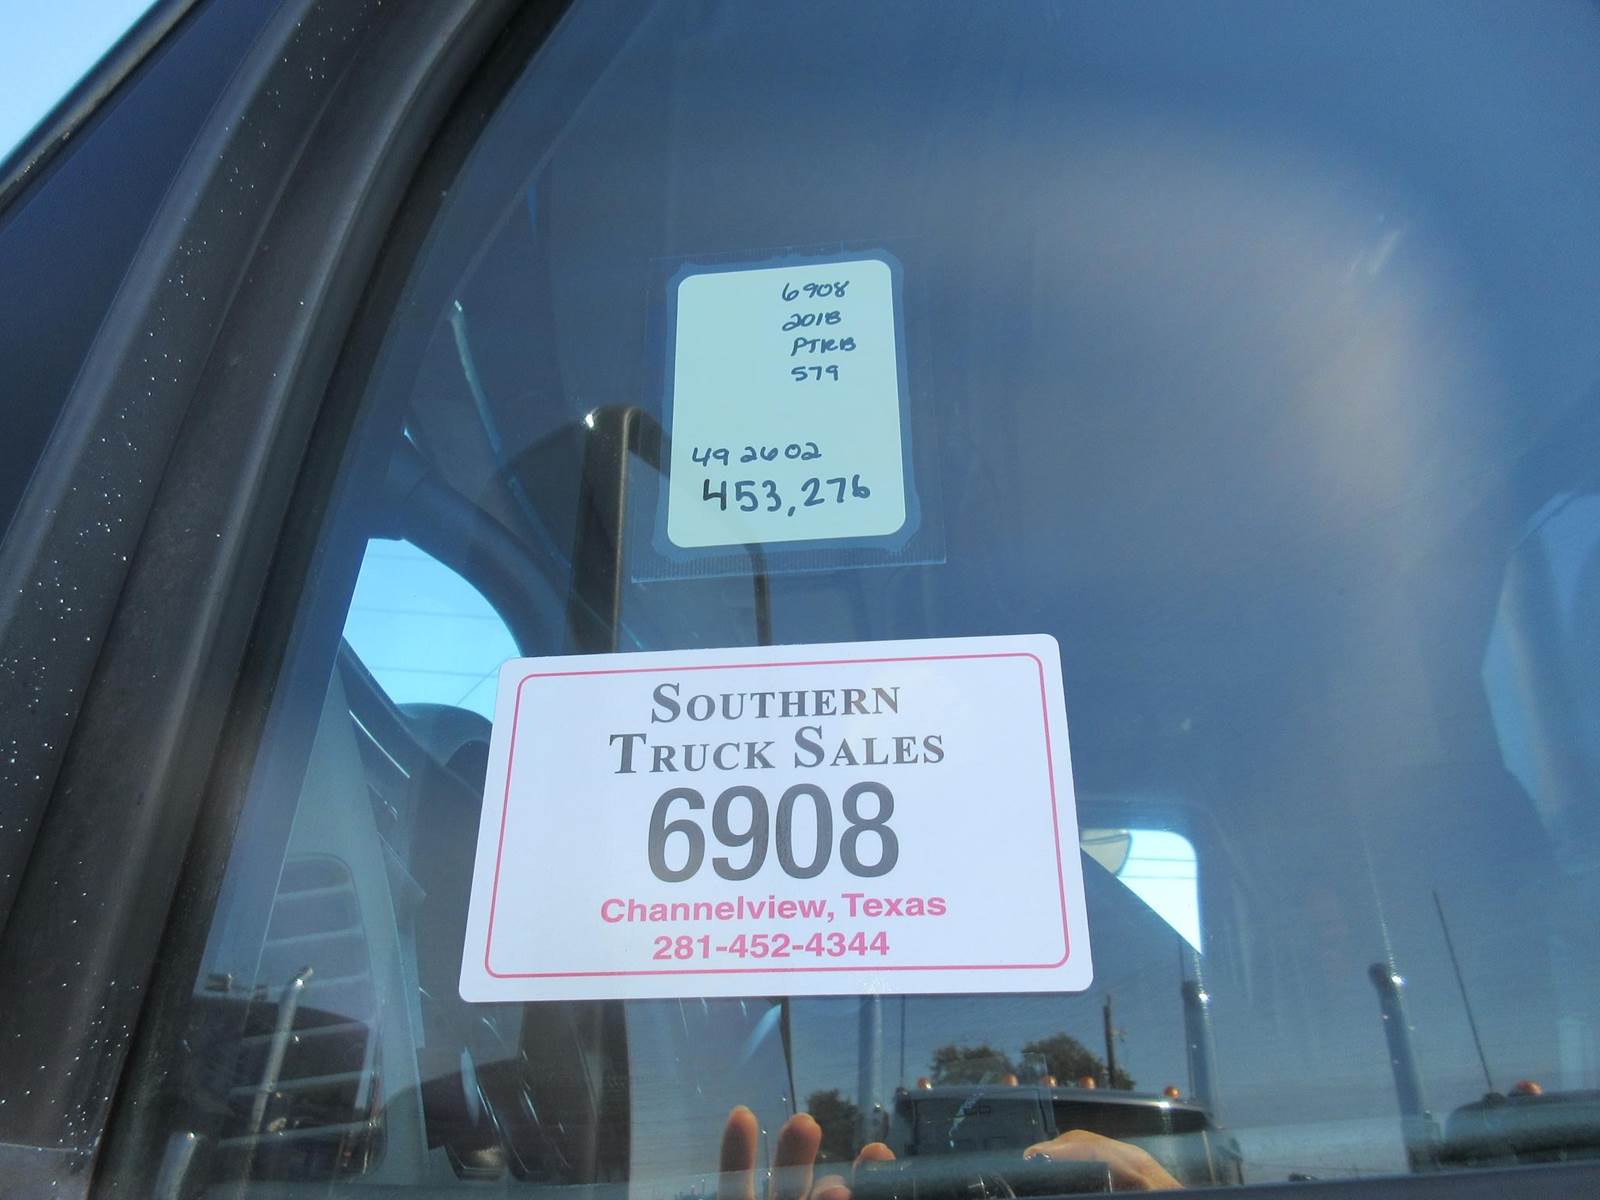 6908
2018
PTRB
579
492602
453,276
SOUTHERN
TRUCK SALES
6908
Channelview, Texas
281-452-4344